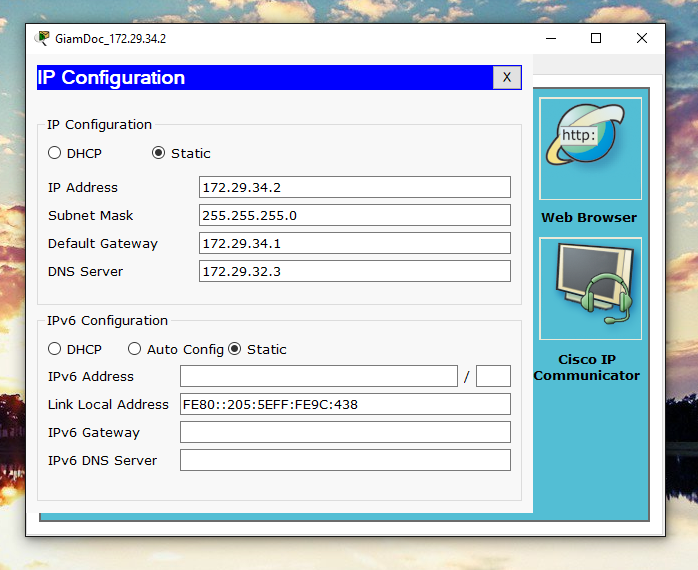 GiamDoc_172.29.34.2
IP Configuration
X
IP Configuration
DHCP
Static
IP Address
172.29.34.2
Subnet Mask
255.255.255.0
Default Gateway
172.29.34.1
DNS Server
172.29.32.3
IPv6 Configuration
DHCP
Auto Config
Static
IPv6 Address
/
Link Local Address
FE80::205:5EFF:FE9C:438
IPv6 Gateway
IPv6 DNS Server
http:
Web Browser
Cisco IP
Communicator